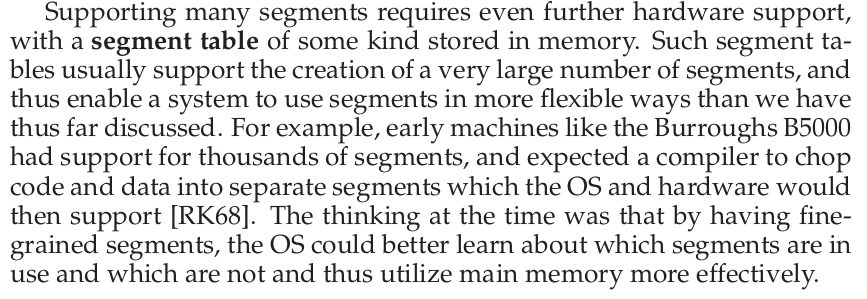 Supporting many segments requires even further hardware support,
with a segment table of some kind stored in memory. Such segment ta-
bles usually support the creation of a very large number of segments, and
thus enable a system to use segments in more flexible ways than we have
thus far discussed. For example, early machines like the Burroughs B5000
had support for thousands of segments, and expected a compiler to chop
code and data into separate segments which the OS and hardware would
then support [RK68]. The thinking at the time was that by having fine-
grained segments, the OS could better learn about which segments are in
use and which are not and thus utilize main memory more effectively.